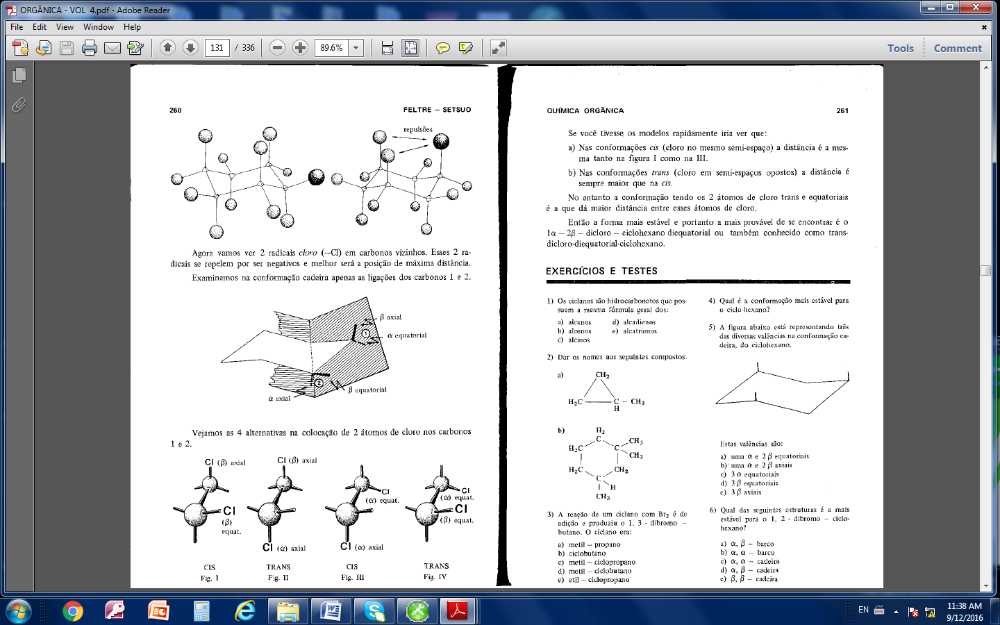 ORGÂNICA - VOL 4.pdf - Adobe Reader
File Edit View Window Help
131 / 336 89.6% Tools Comment
260 FELTRE – SETSUO
repulsões
Agora vamos ver 2 radicais cloro (—Cl) em carbonos vizinhos. Esses 2 ra-
dicais se repelem por ser negativos e melhor será a posição de máxima distância.
Examinemos na conformação cadeira apenas as ligações dos carbonos 1 e 2.
β axial
1
α equatorial
2
β equatorial
α axial
Vejamos as 4 alternativas na colocação de 2 átomos de cloro nos carbonos
1 e 2.
Cl (β) axial
Cl (β) equat.
CIS
Fig. I
Cl (β) axial
Cl (α) axial
TRANS
Fig. II
Cl (α) equat.
Cl (α) axial
CIS
Fig. III
Cl (α) equat.
Cl (β) equat.
TRANS
Fig. IV
QUÍMICA ORGÂNICA 261
Se você tivesse os modelos rapidamente iria ver que:
a) Nas conformações cis (cloro no mesmo semi-espaço) a distância é a mes-
ma tanto na figura I como na III.
b) Nas conformações trans (cloro em semi-espaços opostos) a distância é
sempre maior que na cis.
No entanto a conformação tendo os 2 átomos de cloro trans e equatoriais
é a que dá maior distância entre esses átomos de cloro.
Então a forma mais estável e portanto a mais provável de se encontrar é o
1α – 2β – dicloro – ciclohexano diequatorial ou também conhecido como trans-
dicloro-diequatorial-ciclohexano.
EXERCÍCIOS E TESTES
1) Os ciclanos são hidrocarbonetos que pos-
suem a mesma fórmula geral dos:
a) alcanos d) alcadienos
b) alcenos e) alcatrienos
c) alcinos
2) Dar os nomes aos seguintes compostos:
a) CH2
H2C C – CH3
H
b) H2
C CH3
H2C C
CH3
H2C CH2
C
H
CH3
3) A reação de um ciclano com Br2 é de
adição e produziu o 1, 3 - dibromo –
butano. O ciclano era:
a) metil – propano
b) ciclobutano
c) metil – ciclopropano
d) metil – ciclobutano
e) etil – ciclopropano
4) Qual é a conformação mais estável para
o ciclo-hexano?
5) A figura abaixo está representando três
das diversas valências na conformação ca-
deira, do ciclohexano.
Estas valências são:
a) uma α e 2 β equatoriais
b) uma α e 2 β axiais
c) 3 α equatoriais
d) 3 β equatoriais
e) 3 β axiais
6) Qual das seguintes estruturas é a mais
estável para o 1, 2 - dibromo – ciclo-
hexano?
a) α, β – barco
b) α, α – barco
c) α, α – cadeira
d) α, β – cadeira
e) β, β – cadeira
EN 11:38 AM
9/12/2016